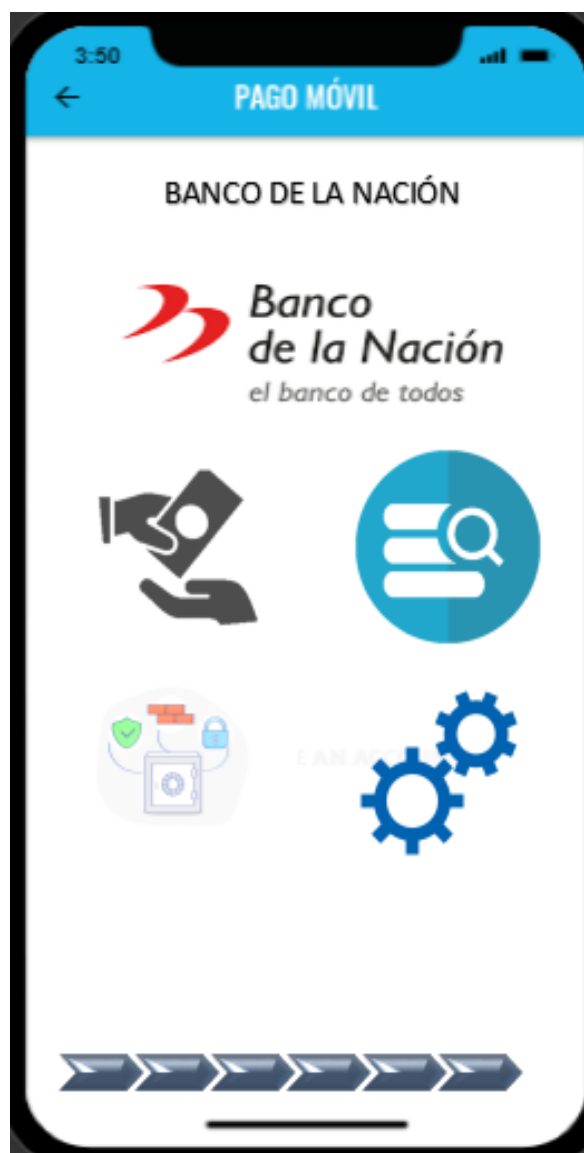 3:50
PAGO MÓVIL
BANCO DE LA NACIÓN
Banco
de la Nación
el banco de todos